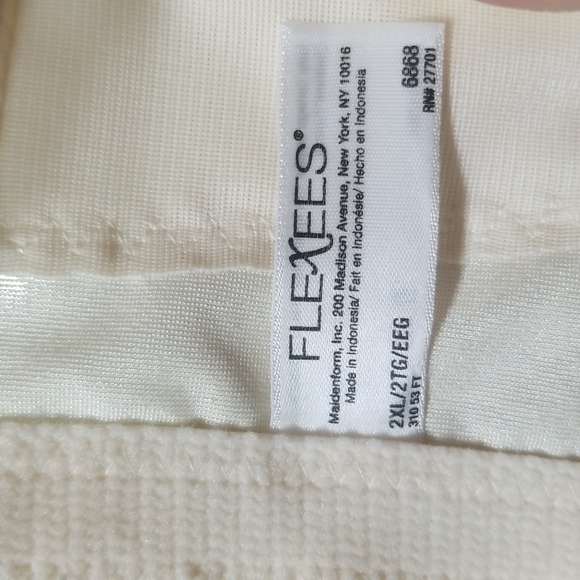 FLEXEES®
Maidenform, Inc. 200 Madison Avenue, New York, NY 10016
Made in Indonesia/ Fait en Indonésie/ Hecho en Indonesia
2XL/2TG/EEG
310 53 FT
6868
RN# 27701